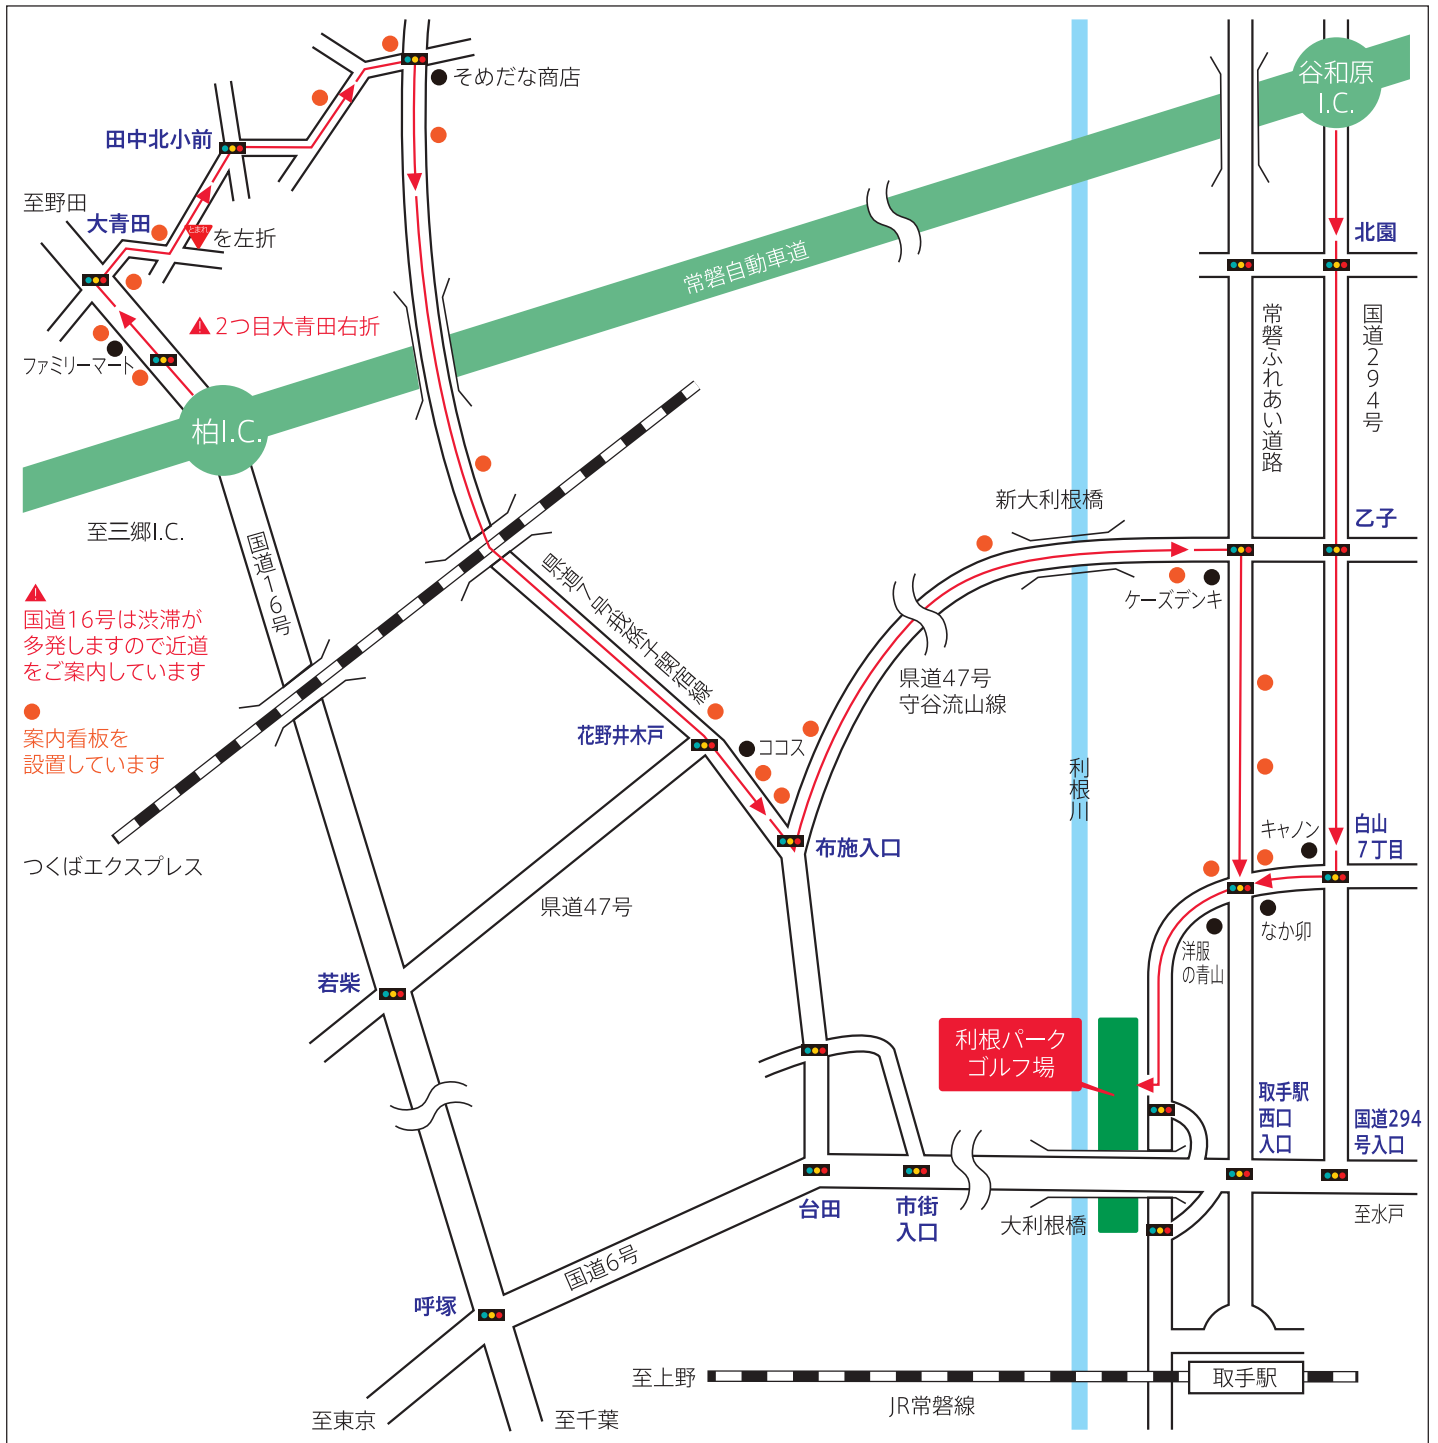 谷和原
I.C.
そめだな商店
田中北小前
至野田
大青田
とまれ
を左折
北園
常磐自動車道
2つ目大青田右折
ファミリーマート
常磐ふれあい道路
国道294号
柏I.C.
至三郷I.C.
国道16号
新大利根橋
乙子
ケーズデンキ
県道7号我孫子関宿線
国道16号は渋滞が
多発しますので近道
をご案内しています
案内看板を
設置しています
県道47号
守谷流山線
花野井木戸
ココス
利根川
布施入口
キャノン
白山
7丁目
つくばエクスプレス
県道47号
なか卯
洋服
の青山
若柴
利根パーク
ゴルフ場
取手駅
西口
入口
国道294
号入口
台田
市街
入口
大利根橋
至水戸
国道6号
呼塚
至上野
取手駅
JR常磐線
至東京
至千葉